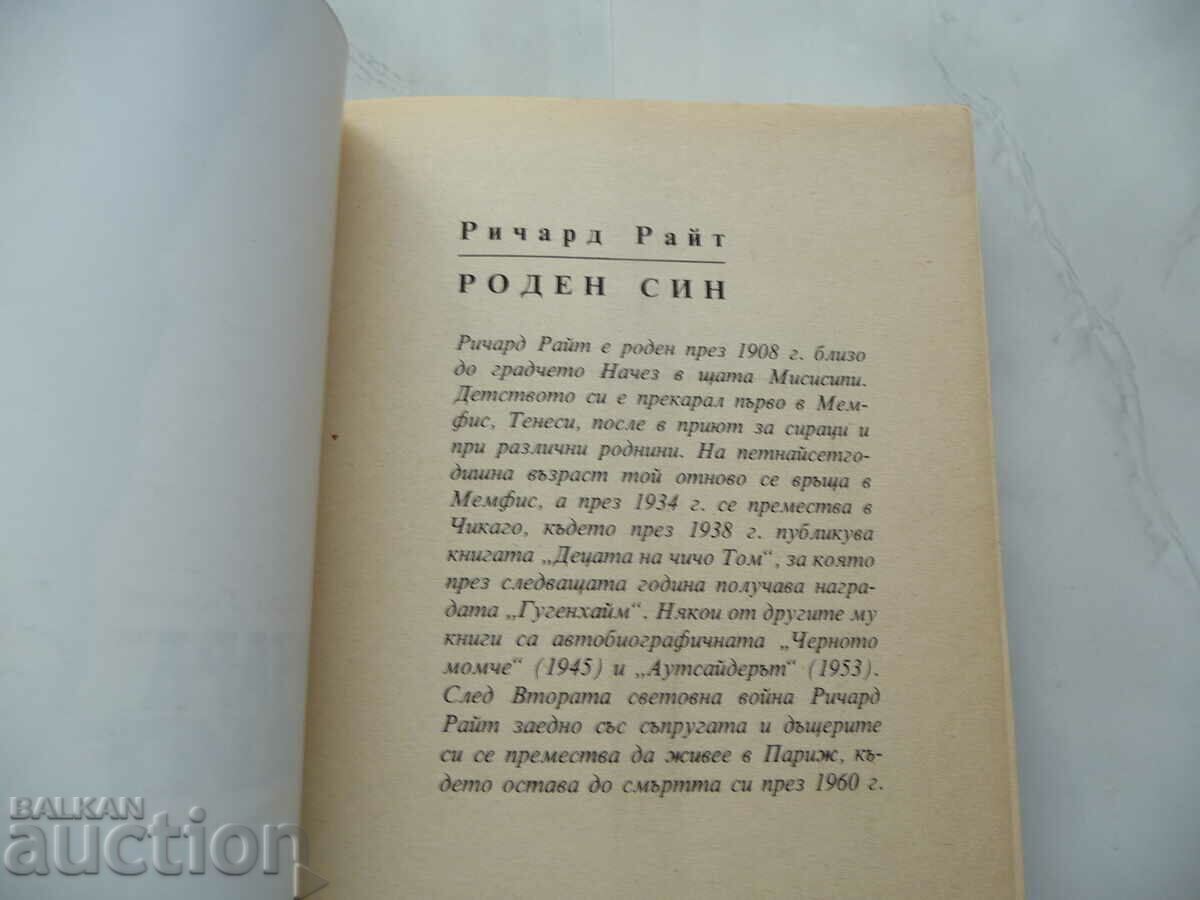 Ричард Райт
РОДЕН СИН
Ричард Райт е роден през 1908 г. близо
до градчето Начез в щата Мисисипи.
Детството си е прекарал първо в Мем-
фис, Тенеси, после в приют за сираци и
при различни роднини. На петнайсетго-
дишна възраст той отново се връща в
Мемфис, а през 1934 г. се премества в
Чикаго, където през 1938 г. публикува
книгата „Децата на чичо Том“, за която
през следващата година получава награ-
дата „Гугенхайм“. Някои от другите му
книги са автобиографичната „Черното
момче“ (1945) и „Аутсайдерът“ (1953).
След Втората световна война Ричард
Райт заедно със съпругата и дъщерите
си се премества да живее в Париж, къ-
дето остава до смъртта си през 1960 г.
BALKAN
auction